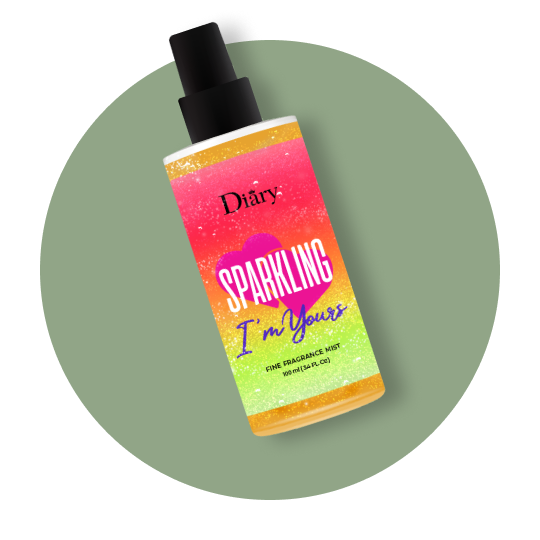 Diary
SPARKLING
I'm Yours
FINE FRAGRANCE MIST
100 ml (3.4 FL. OZ)